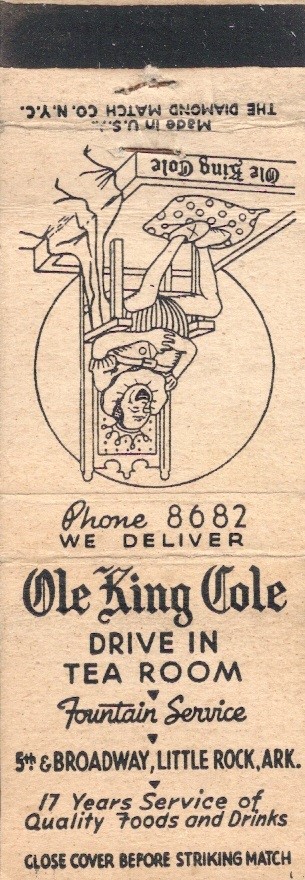 THE DIAMOND MATCH CO. N.Y.C.
Made in U.S.
Ole King Cole
Phone 8682
WE DELIVER
Ole King Cole
DRIVE IN
TEA ROOM
Fountain Service
5th & BROADWAY, LITTLE ROCK, ARK.
17 Years Service of
Quality Foods and Drinks
CLOSE COVER BEFORE STRIKING MATCH